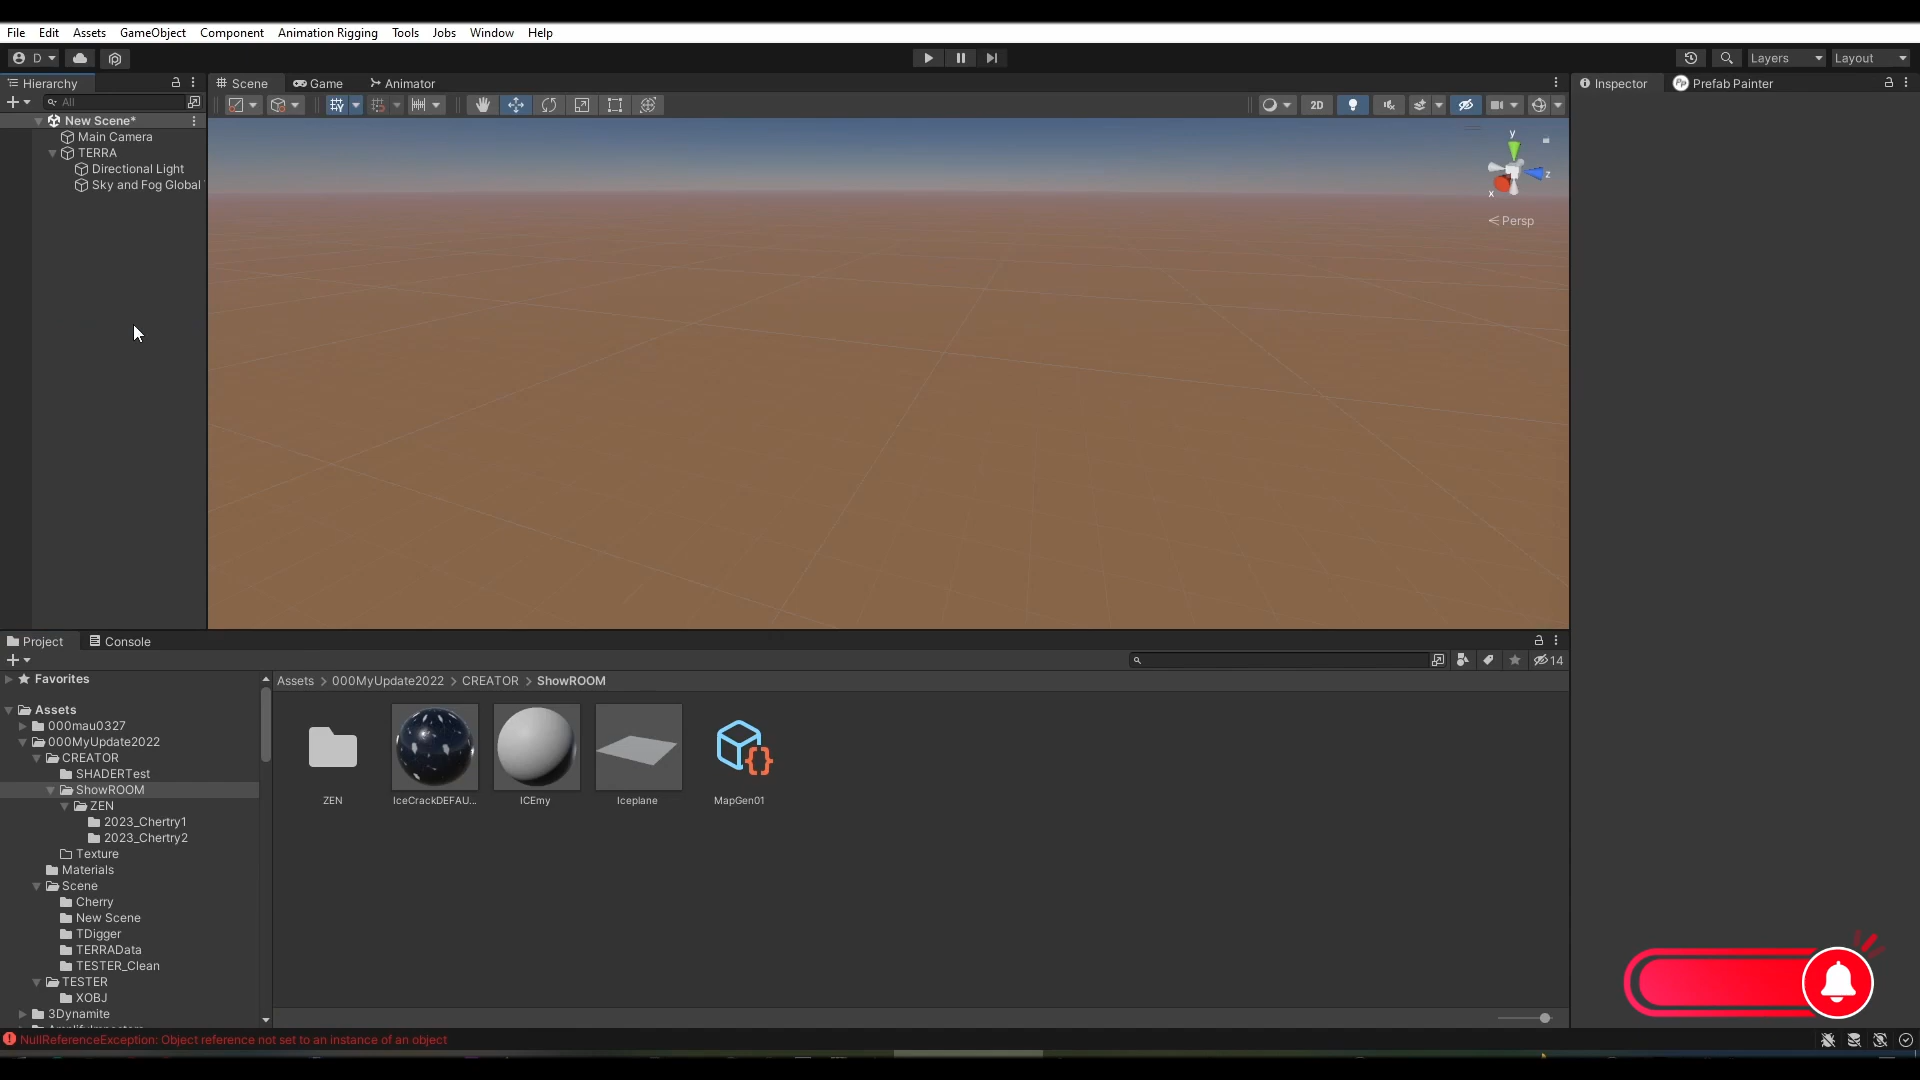 File Edit Assets GameObject Component Animation Rigging Tools Jobs Window Help
D Layers Layout
Hierarchy Scene Game Animator Inspector Prefab Painter
All 2D
New Scene*
Main Camera
TERRA
Directional Light
Sky and Fog Global
y
z
x
Persp
Project Console
14
Favorites
Assets > 000MyUpdate2022 > CREATOR > ShowROOM
Assets
000mau0327
000MyUpdate2022
CREATOR
SHADERTest
ShowROOM
ZEN
2023_Chertry1
2023_Chertry2
Texture
Materials
Scene
Cherry
New Scene
TDigger
TERRAData
TESTER_Clean
TESTER
XOBJ
3Dynamite
ZEN IceCrackDEFAU... ICEmy Iceplane MapGen01
NullReferenceException: Object reference not set to an instance of an object